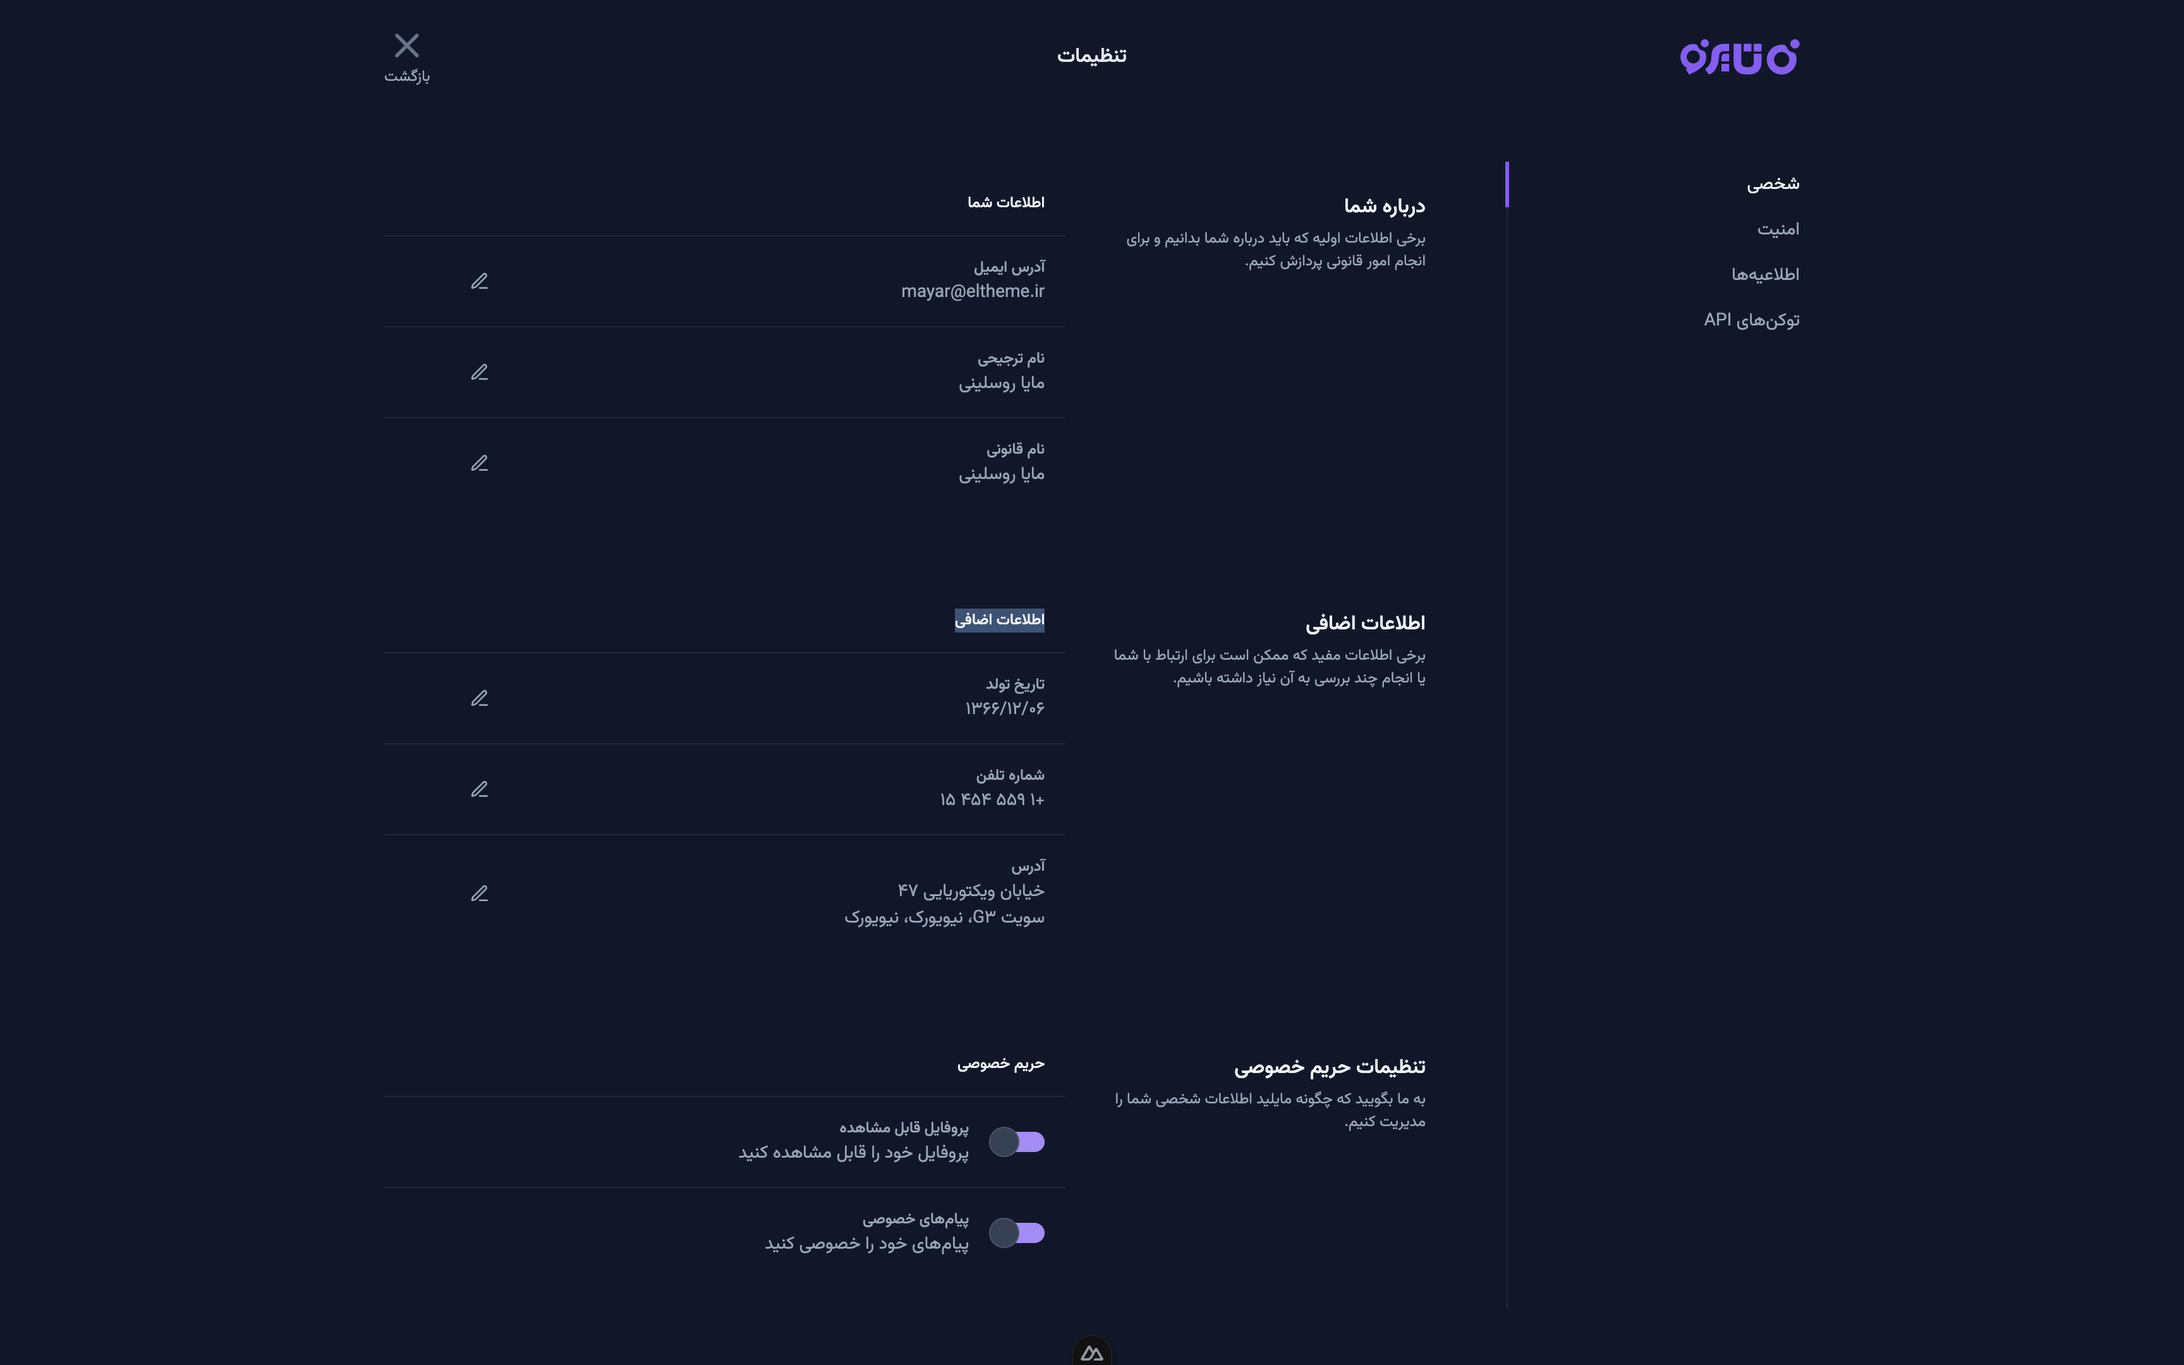 تنظیمات
بازگشت
شخصی
امنیت
اطلاعیه‌ها
توکن‌های API
درباره شما
برخی اطلاعات اولیه که باید درباره شما بدانیم و برای
انجام امور قانونی پردازش کنیم.
اطلاعات شما
آدرس ایمیل
mayar@eltheme.ir
نام ترجیحی
مایا روسلینی
نام قانونی
مایا روسلینی
اطلاعات اضافی
برخی اطلاعات مفید که ممکن است برای ارتباط با شما
یا انجام چند بررسی به آن نیاز داشته باشیم.
اطلاعات اضافی
تاریخ تولد
۱۳۶۶/۱۲/۰۶
شماره تلفن
+۱ ۵۵۹ ۴۵۴ ۱۵
آدرس
خیابان ویکتوریایی ۴۷
سویت G۳، نیویورک، نیویورک
تنظیمات حریم خصوصی
به ما بگویید که چگونه مایلید اطلاعات شخصی شما را
مدیریت کنیم.
حریم خصوصی
پروفایل قابل مشاهده
پروفایل خود را قابل مشاهده کنید
پیام‌های خصوصی
پیام‌های خود را خصوصی کنید